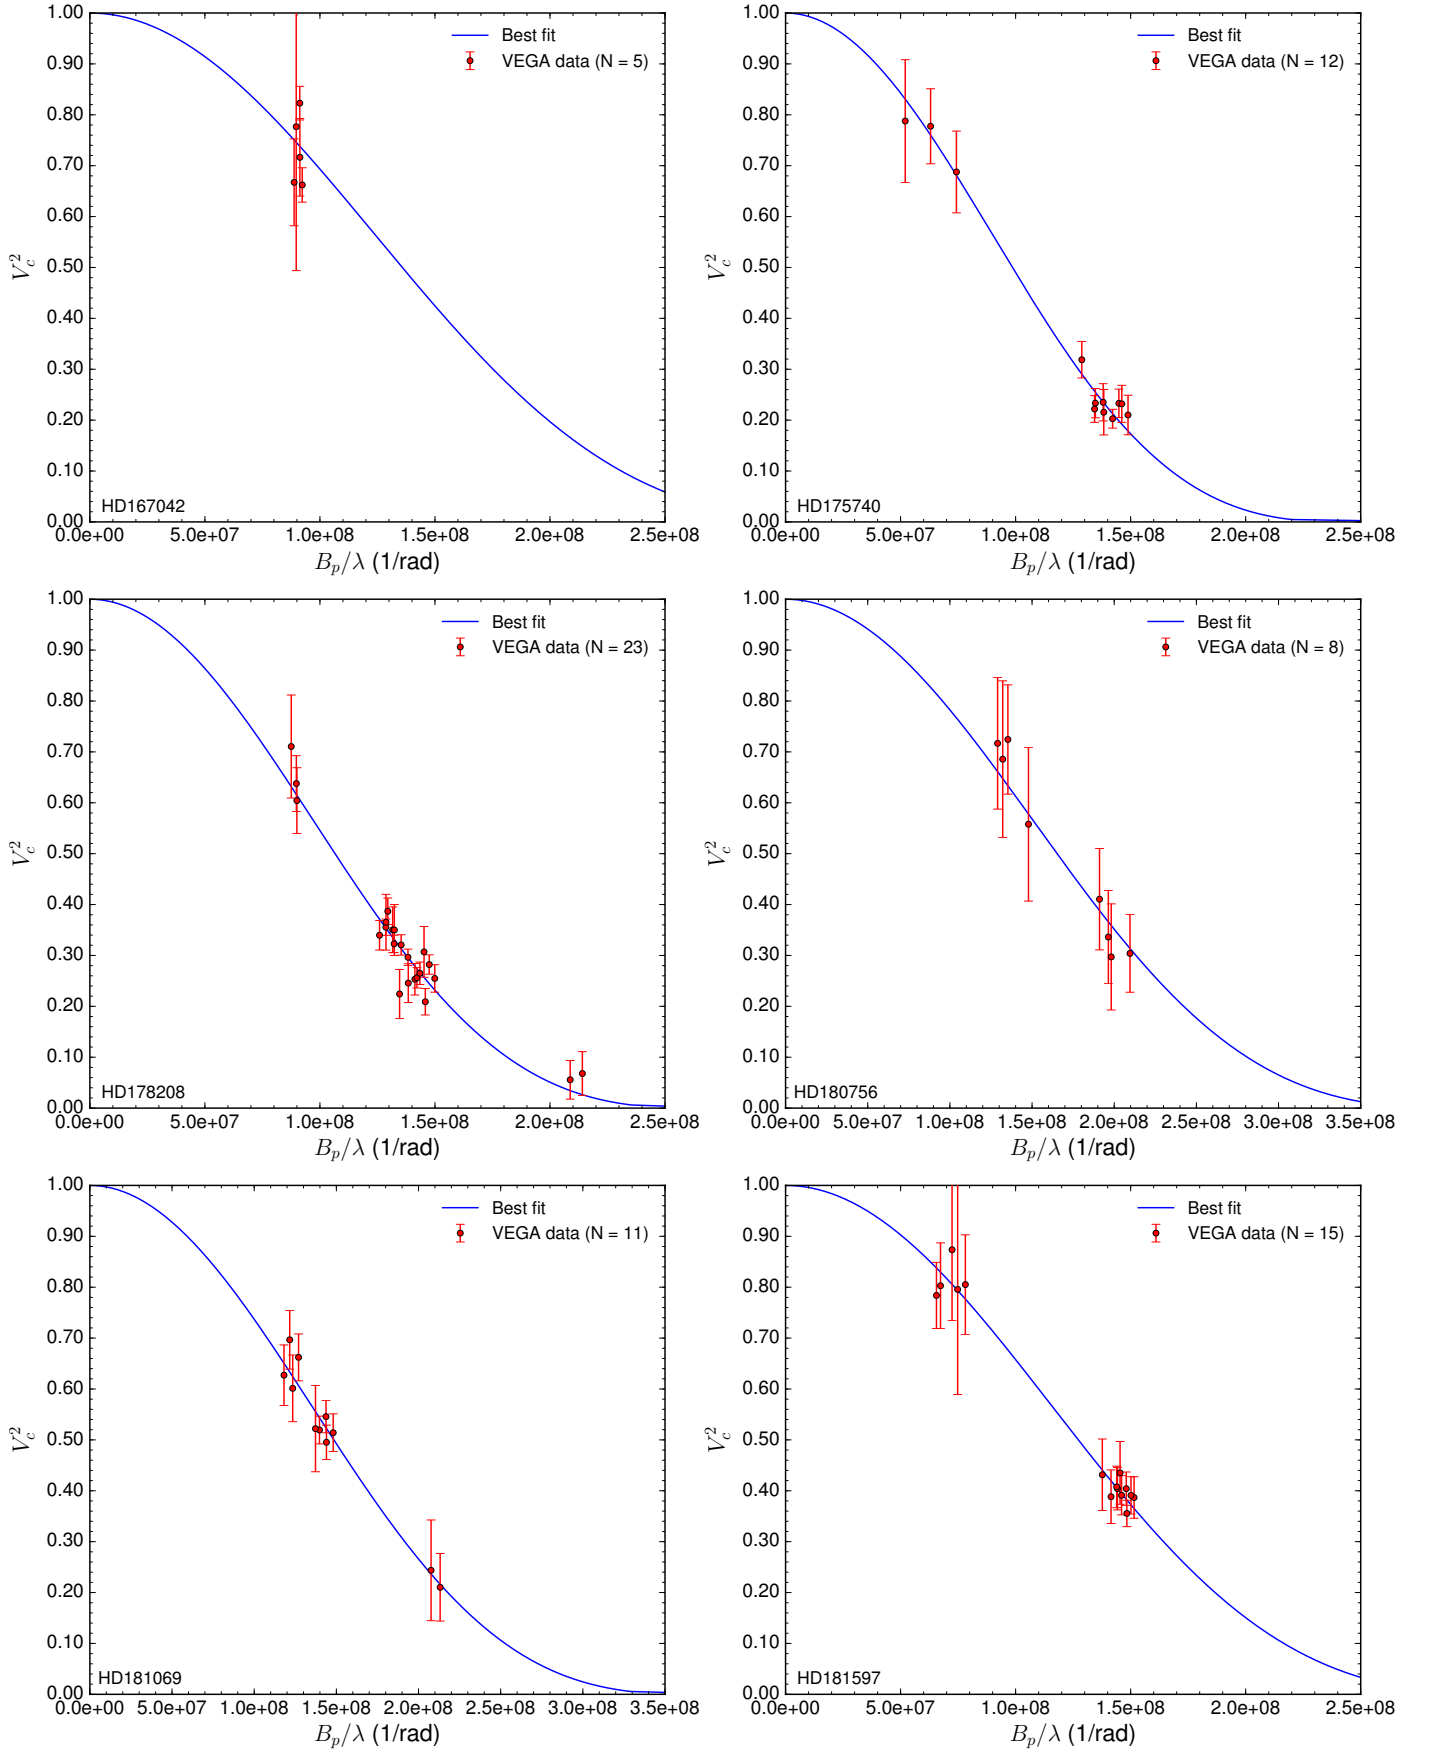 1.00
0.90
0.80
0.70
0.60
0.50
0.40
0.30
0.20
0.10
0.00
V_c^2
Best fit
VEGA data (N = 5)
HD167042
0.0e+00 5.0e+07 1.0e+08 1.5e+08 2.0e+08 2.5e+08
B_p/λ (1/rad)
1.00
0.90
0.80
0.70
0.60
0.50
0.40
0.30
0.20
0.10
0.00
V_c^2
Best fit
VEGA data (N = 12)
HD175740
0.0e+00 5.0e+07 1.0e+08 1.5e+08 2.0e+08 2.5e+08
B_p/λ (1/rad)
1.00
0.90
0.80
0.70
0.60
0.50
0.40
0.30
0.20
0.10
0.00
V_c^2
Best fit
VEGA data (N = 23)
HD178208
0.0e+00 5.0e+07 1.0e+08 1.5e+08 2.0e+08 2.5e+08
B_p/λ (1/rad)
1.00
0.90
0.80
0.70
0.60
0.50
0.40
0.30
0.20
0.10
0.00
V_c^2
Best fit
VEGA data (N = 8)
HD180756
0.0e+00 5.0e+07 1.0e+08 1.5e+08 2.0e+08 2.5e+08 3.0e+08 3.5e+08
B_p/λ (1/rad)
1.00
0.90
0.80
0.70
0.60
0.50
0.40
0.30
0.20
0.10
0.00
V_c^2
Best fit
VEGA data (N = 11)
HD181069
0.0e+00 5.0e+07 1.0e+08 1.5e+08 2.0e+08 2.5e+08 3.0e+08 3.5e+08
B_p/λ (1/rad)
1.00
0.90
0.80
0.70
0.60
0.50
0.40
0.30
0.20
0.10
0.00
V_c^2
Best fit
VEGA data (N = 15)
HD181597
0.0e+00 5.0e+07 1.0e+08 1.5e+08 2.0e+08 2.5e+08
B_p/λ (1/rad)